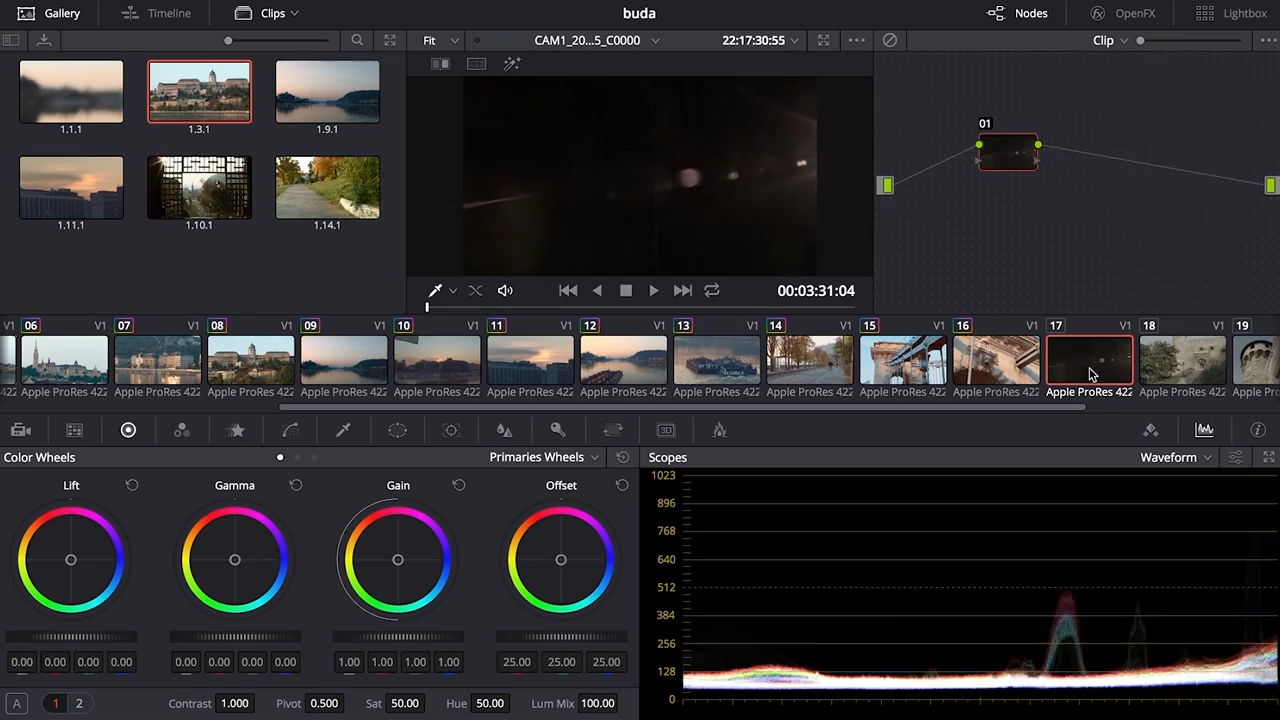 Gallery Timeline Clips buda Nodes OpenFX Lightbox
Fit CAM1_20...5_C0000 22:17:30:55 Clip
1.1.1 1.3.1 1.9.1
1.11.1 1.10.1 1.14.1
01
00:03:31:04
V1 06 V1 07 V1 08 V1 09 V1 10 V1 11 V1 12 V1 13 V1 14 V1 15 V1 16 V1 17 V1 18 V1 19
422 Apple ProRes 422 Apple ProRes 422 Apple ProRes 422 Apple ProRes 422 Apple ProRes 422 Apple ProRes 422 Apple ProRes 422 Apple ProRes 422 Apple ProRes 422 Apple ProRes 422 Apple ProRes 422 Apple ProRes 422 Apple ProRes 422 Apple Pro
3D
Color Wheels Primaries Wheels Scopes Waveform
Lift Gamma Gain Offset
1023
896
768
640
512
384
256
128
0
0.00 0.00 0.00 0.00 0.00 0.00 0.00 0.00 1.00 1.00 1.00 1.00 25.00 25.00 25.00
A 1 2 Contrast 1.000 Pivot 0.500 Sat 50.00 Hue 50.00 Lum Mix 100.00